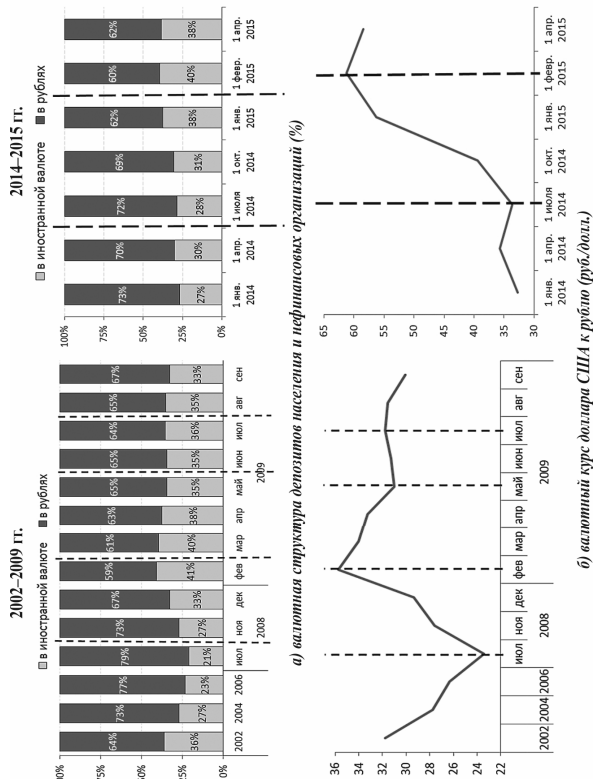 2002–2009 гг.
в иностранной валюте в рублях
100%
75%
50%
25%
0%
64% 73% 77% 79% 73% 67% 59% 61% 63% 65% 65% 64% 65% 67%
36% 27% 23% 21% 27% 33% 41% 40% 38% 35% 35% 36% 35% 33%
2002 2004 2006 июл ноя дек фев мар апр май июн июл авг сен
2008 2009
2014–2015 гг.
в иностранной валюте в рублях
100%
75%
50%
25%
0%
73% 70% 72% 69% 62% 60% 62%
27% 30% 28% 31% 38% 40% 38%
1 янв. 1 апр. 1 июля 1 окт. 1 янв. 1 февр. 1 апр.
2014 2014 2014 2014 2015 2015 2015
а) валютная структура депозитов населения и нефинансовых организаций (%)
36
34
32
30
28
26
24
22
2002 2004 2006 июл ноя дек фев мар апр май июн июл авг сен
2008 2009
65
60
55
50
45
40
35
30
1 янв. 1 апр. 1 июля 1 окт. 1 янв. 1 февр. 1 апр.
2014 2014 2014 2014 2015 2015 2015
б) валютный курс доллара США к рублю (руб./долл.)